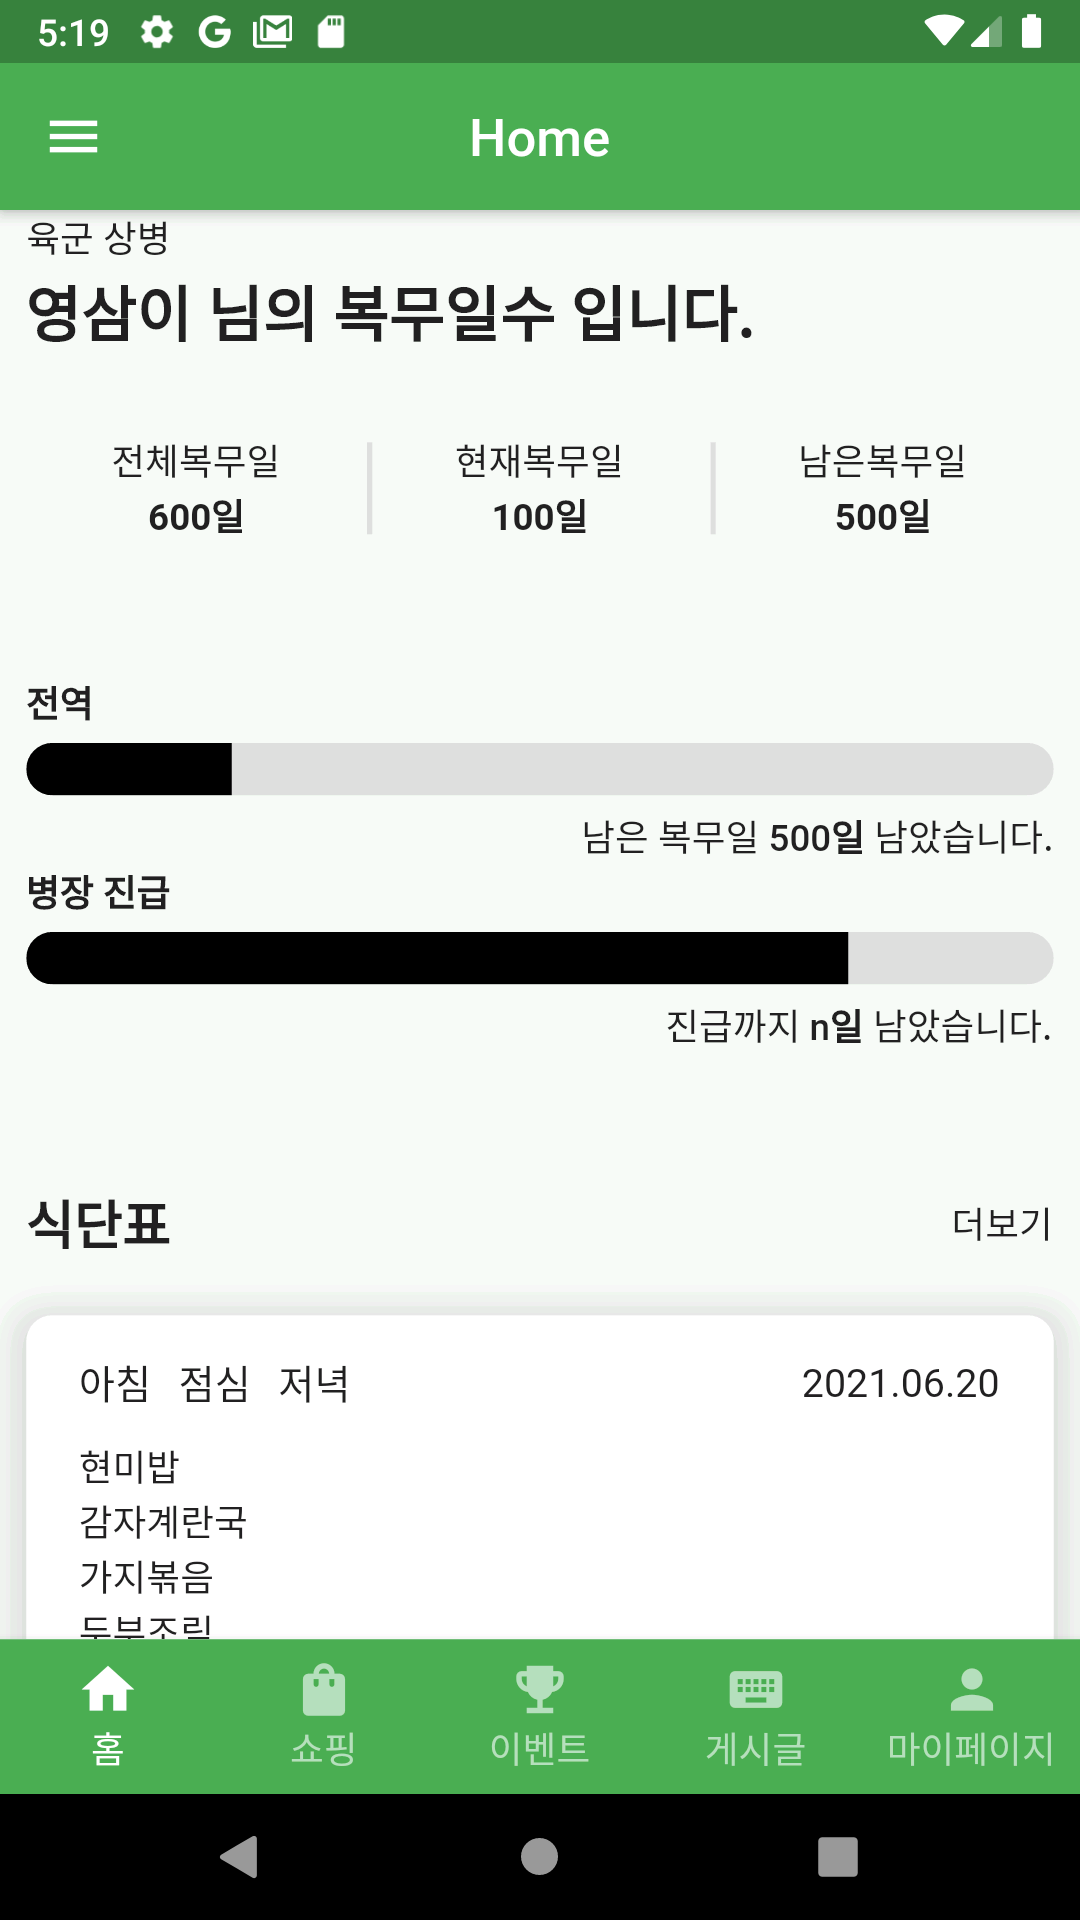 5:19
Home
육군 상병
영삼이 님의 복무일수 입니다.
전체복무일 현재복무일 남은복무일
600일 100일 500일
전역
남은 복무일 500일 남았습니다.
병장 진급
진급까지 n일 남았습니다.
식단표 더보기
아침 점심 저녁 2021.06.20
현미밥
감자계란국
가지볶음
두부조림
홈 쇼핑 이벤트 게시글 마이페이지